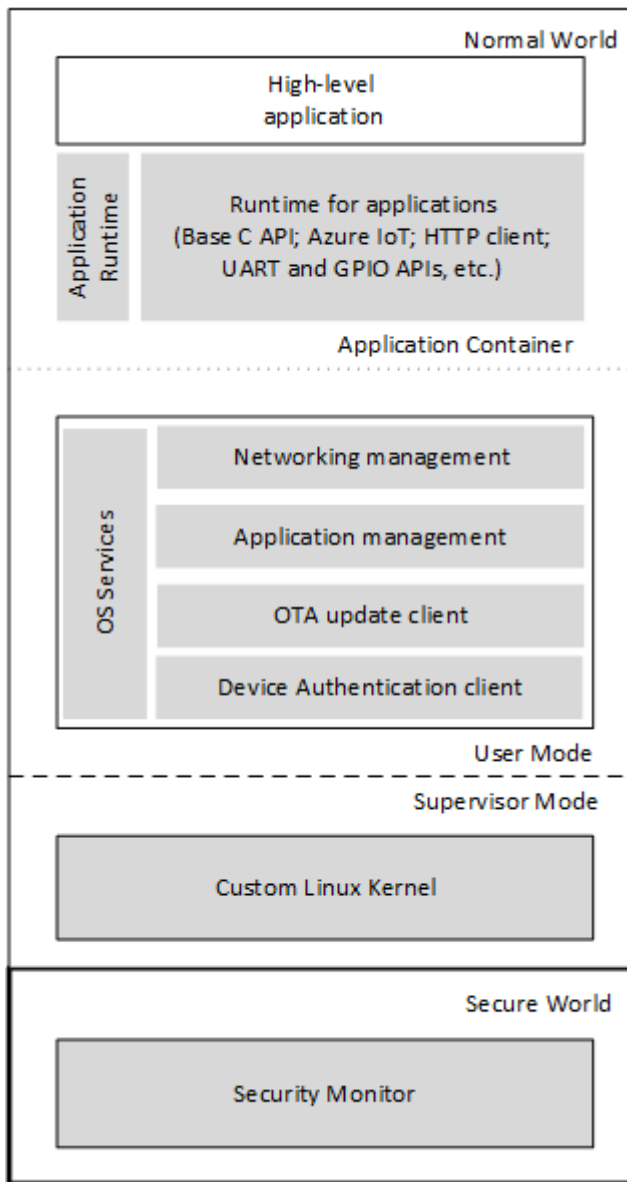 Normal World
High-level
application
Application
Runtime
Runtime for applications
(Base C API; Azure IoT; HTTP client;
UART and GPIO APIs, etc.)
Application Container
OS Services
Networking management
Application management
OTA update client
Device Authentication client
User Mode
Supervisor Mode
Custom Linux Kernel
Secure World
Security Monitor